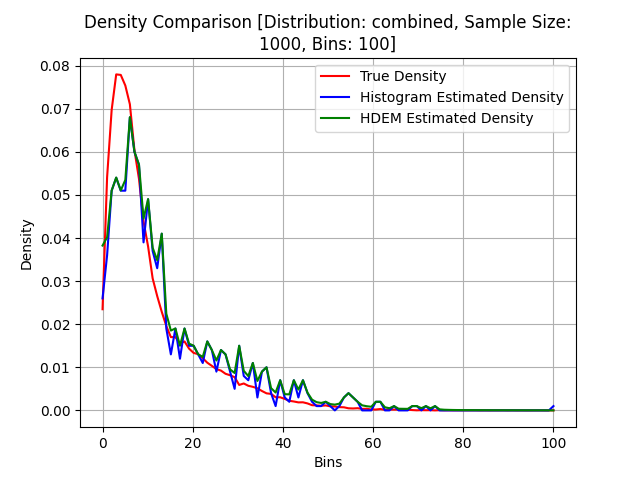 Density Comparison [Distribution: combined, Sample Size:
1000, Bins: 100]
True Density
Histogram Estimated Density
HDEM Estimated Density
Density
0.08
0.07
0.06
0.05
0.04
0.03
0.02
0.01
0.00
0 20 40 60 80 100
Bins